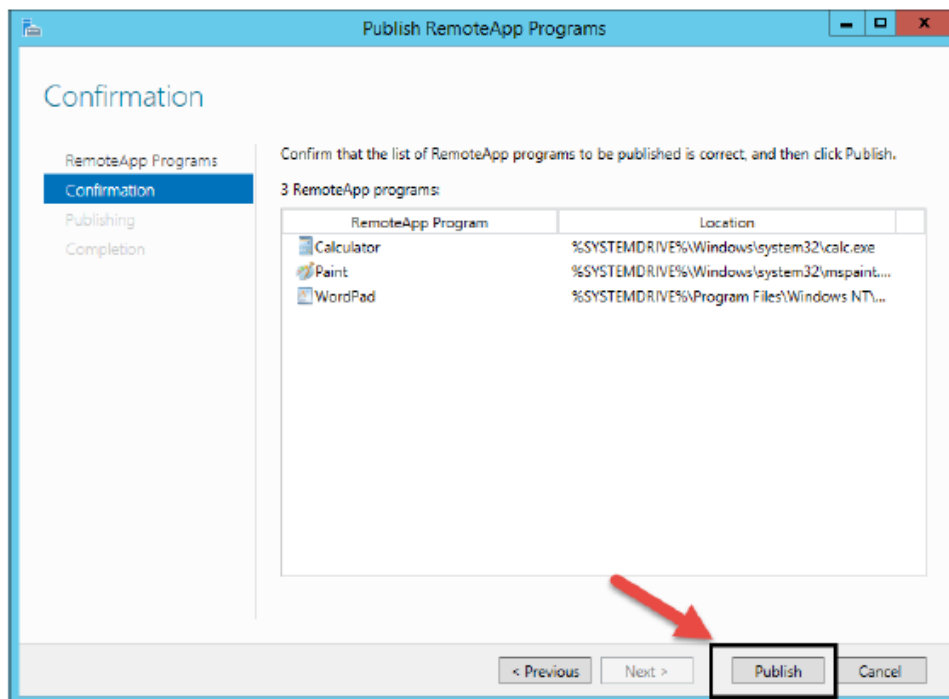 Publish RemoteApp Programs
Confirmation
RemoteApp Programs
Confirmation
Publishing
Completion
Confirm that the list of RemoteApp programs to be published is correct, and then click Publish.
3 RemoteApp programs:
RemoteApp Program Location
Calculator %SYSTEMDRIVE%\Windows\system32\calc.exe
Paint %SYSTEMDRIVE%\Windows\system32\mspaint....
WordPad %SYSTEMDRIVE%\Program Files\Windows NT\...
< Previous Next > Publish Cancel